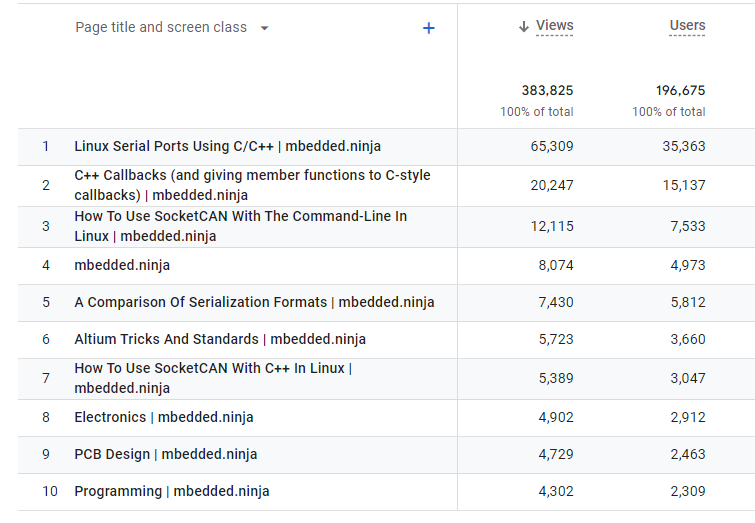 Page title and screen class
+
↓ Views
Users
383,825
196,675
100% of total
100% of total
1 Linux Serial Ports Using C/C++ | mbedded.ninja 65,309 35,363
C++ Callbacks (and giving member functions to C-style
2 20,247 15,137
callbacks) | mbedded.ninja
How To Use SocketCAN With The Command-Line In
3 12,115 7,533
Linux | mbedded.ninja
4 mbedded.ninja 8,074 4,973
5 A Comparison Of Serialization Formats | mbedded.ninja 7,430 5,812
6 Altium Tricks And Standards | mbedded.ninja 5,723 3,660
How To Use SocketCAN With C++ In Linux |
7 5,389 3,047
mbedded.ninja
8 Electronics | mbedded.ninja 4,902 2,912
9 PCB Design | mbedded.ninja 4,729 2,463
10 Programming | mbedded.ninja 4,302 2,309